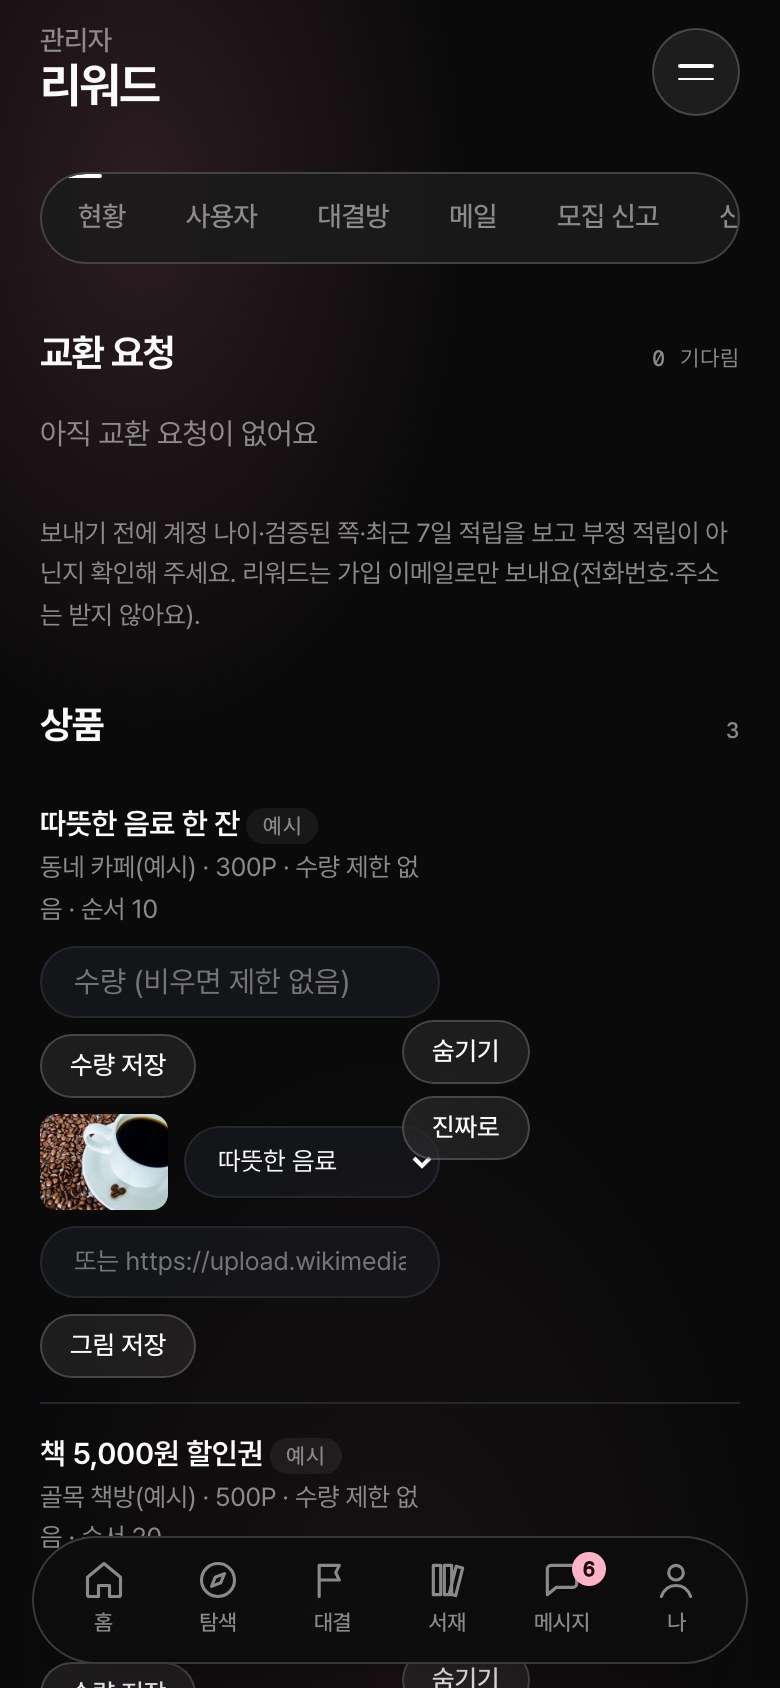 관리자
리워드
현황 사용자 대결방 메일 모집 신고
교환 요청
0 기다림
아직 교환 요청이 없어요
보내기 전에 계정 나이·검증된 쪽·최근 7일 적립을 보고 부정 적립이 아
닌지 확인해 주세요. 리워드는 가입 이메일로만 보내요(전화번호·주소
는 받지 않아요).
상품
3
따뜻한 음료 한 잔 예시
동네 카페(예시) · 300P · 수량 제한 없
음 · 순서 10
수량 (비우면 제한 없음)
수량 저장
숨기기
진짜로
따뜻한 음료
또는 https://upload.wikimedia
그림 저장
책 5,000원 할인권 예시
골목 책방(예시) · 500P · 수량 제한 없
음 · 순서 20
홈 탐색 대결 서재 메시지 6 나
수량 저장
숨기기